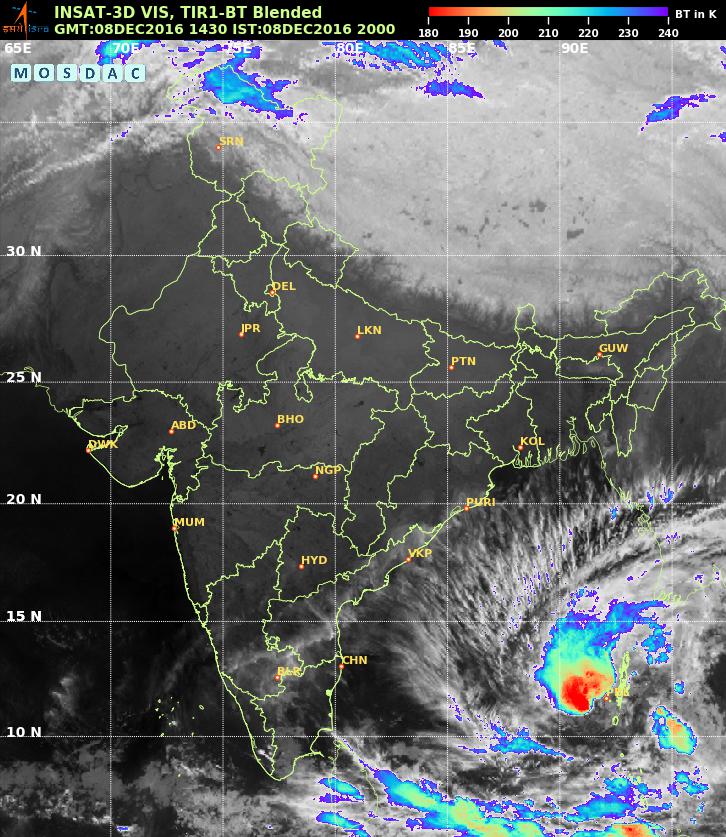 INSAT-3D VIS, TIR1-BT Blended
GMT:08DEC2016 1430 IST:08DEC2016 2000
BT in K
180 190 200 210 220 230 240
65E 70E 75E 80E 85E 90E
MOSDAC
SRN
30 N
DEL
JPR
LKN
GUW
PTN
25 N
BHO
ABD
KOL
DWK
NGP
20 N
PURI
MUM
VKP
HYD
15 N
CHN
BLR
10 N